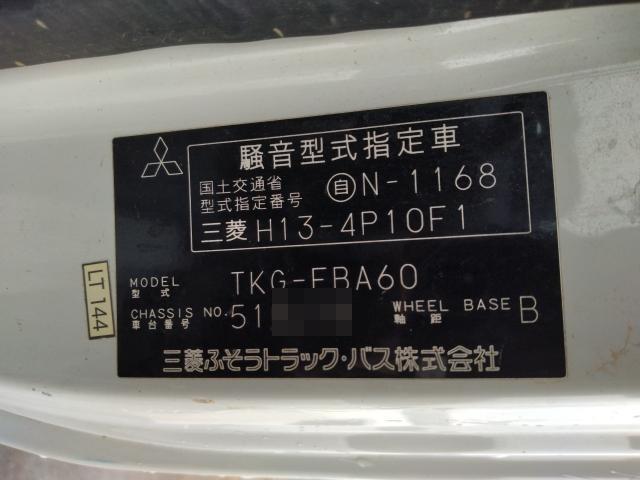 騒音型式指定車
国土交通省
型式指定番号
自 N-1168
三菱 H13-4P10F1
MODEL
型式
TKG-FBA60
CHASSIS NO.
車台番号
51
WHEEL BASE
軸距
B
三菱ふそうトラック・バス株式会社
LT 144